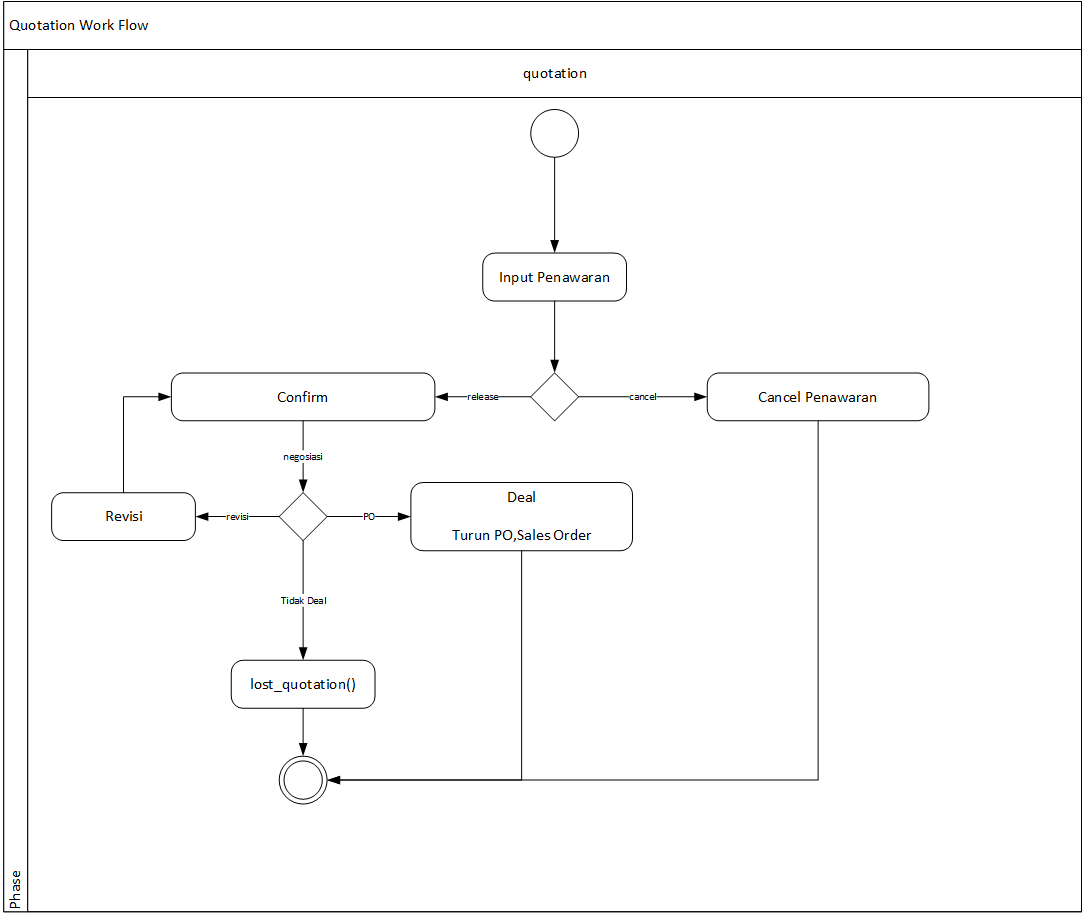 Quotation Work Flow
quotation
Input Penawaran
Confirm
release
cancel
Cancel Penawaran
negosiasi
Revisi
revisi
PO
Deal
Turun PO,Sales Order
Tidak Deal
lost_quotation()
Phase